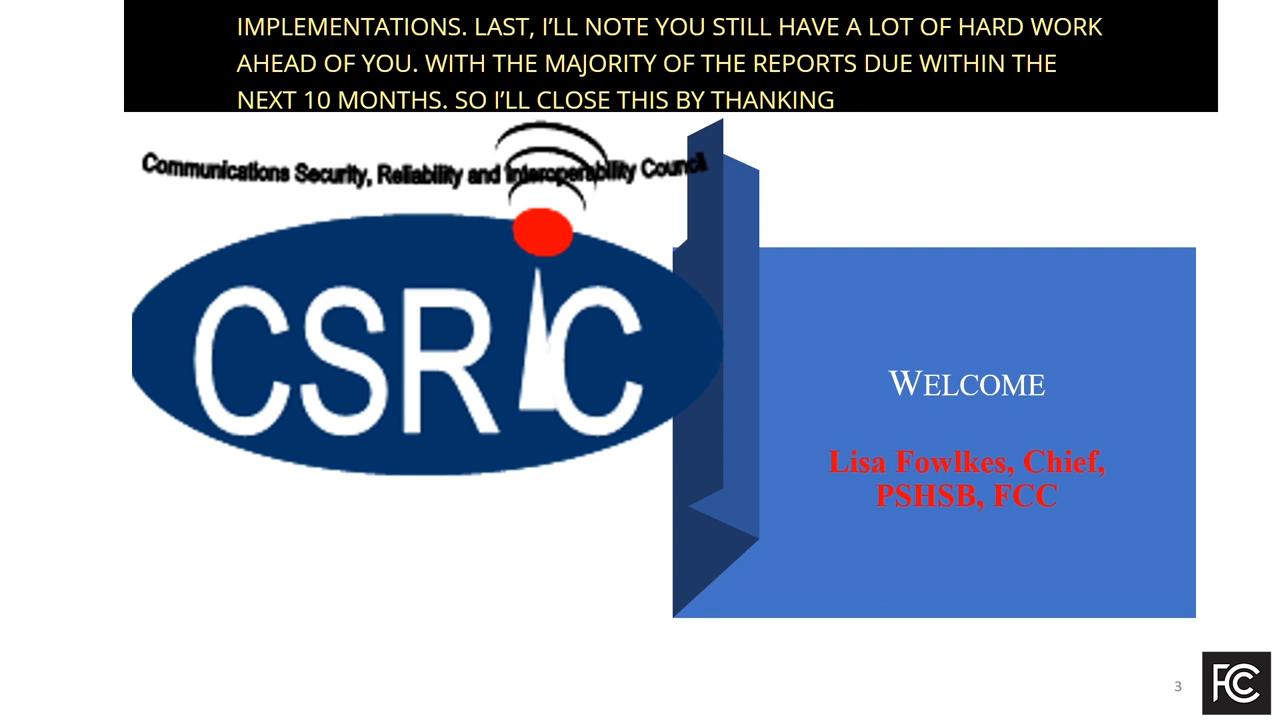 IMPLEMENTATIONS. LAST, I’LL NOTE YOU STILL HAVE A LOT OF HARD WORK
AHEAD OF YOU. WITH THE MAJORITY OF THE REPORTS DUE WITHIN THE
NEXT 10 MONTHS. SO I’LL CLOSE THIS BY THANKING
Communications Security, Reliability and Interoperability Council
CSRIC
WELCOME
Lisa Fowlkes, Chief,
PSHSB, FCC
3
FCC